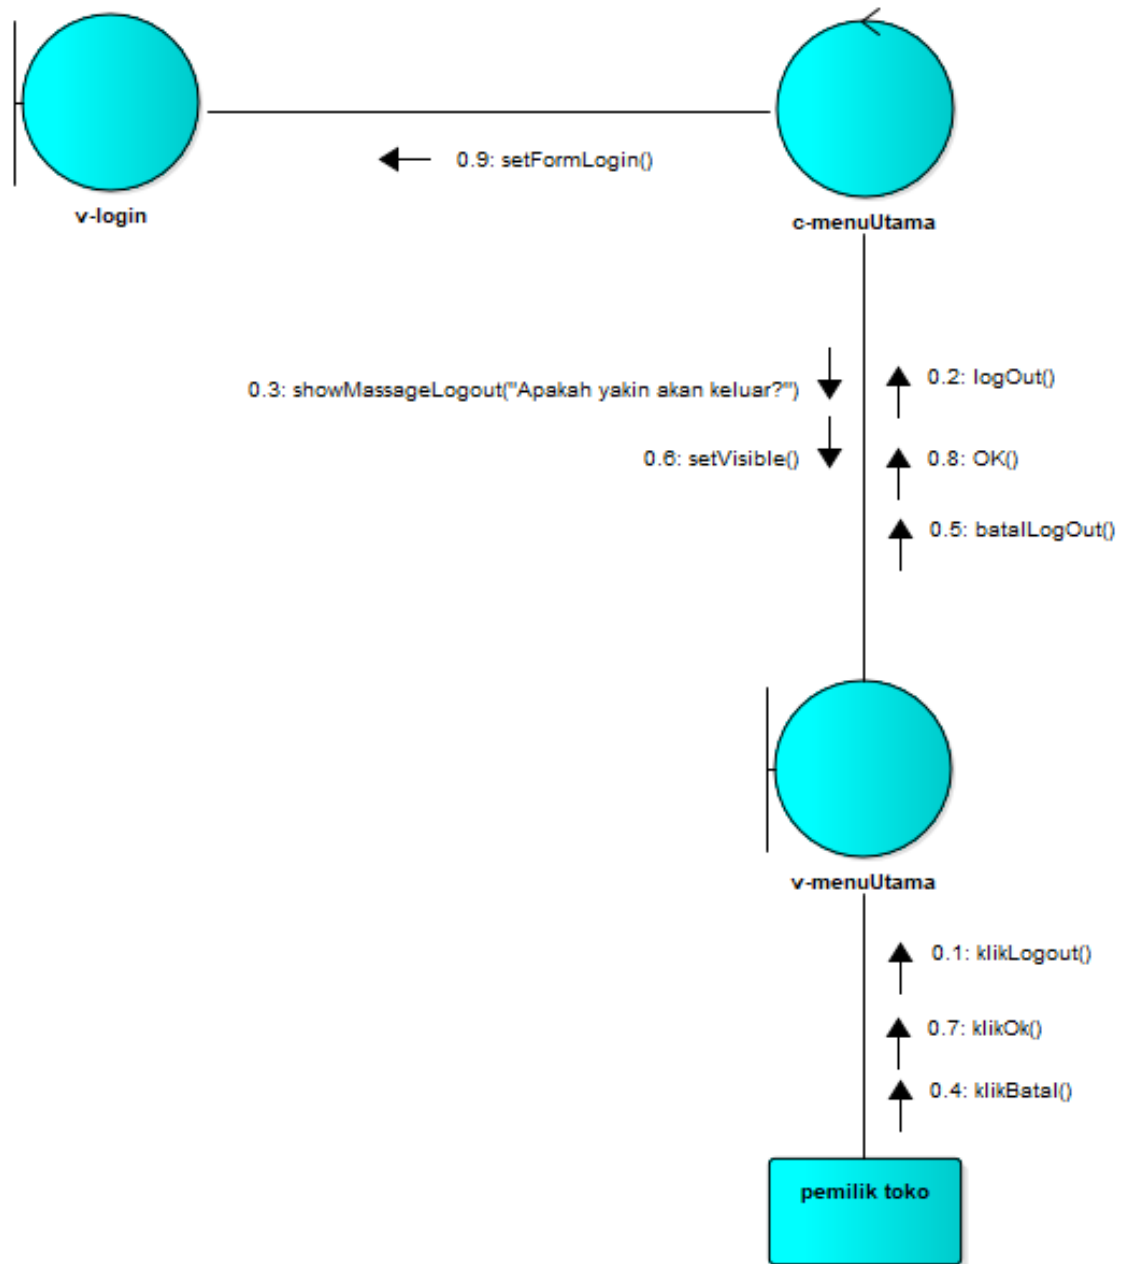 0.9: setFormLogin()
v-login
c-menuUtama
0.3: showMassageLogout("Apakah yakin akan keluar?")
0.2: logOut()
0.6: setVisible()
0.8: OK()
0.5: batalLogOut()
v-menuUtama
0.1: klikLogout()
0.7: klikOk()
0.4: klikBatal()
pemilik toko